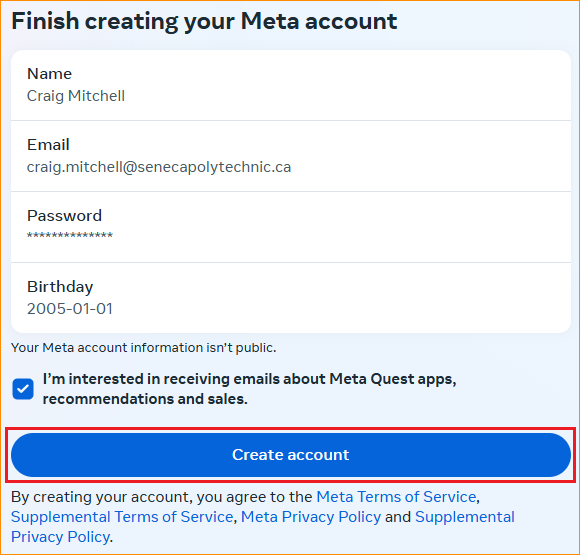 Finish creating your Meta account
Name
Craig Mitchell
Email
craig.mitchell@senecapolytechnic.ca
Password
**************
Birthday
2005-01-01
Your Meta account information isn’t public.
I’m interested in receiving emails about Meta Quest apps,
recommendations and sales.
Create account
By creating your account, you agree to the Meta Terms of Service,
Supplemental Terms of Service, Meta Privacy Policy and Supplemental
Privacy Policy.